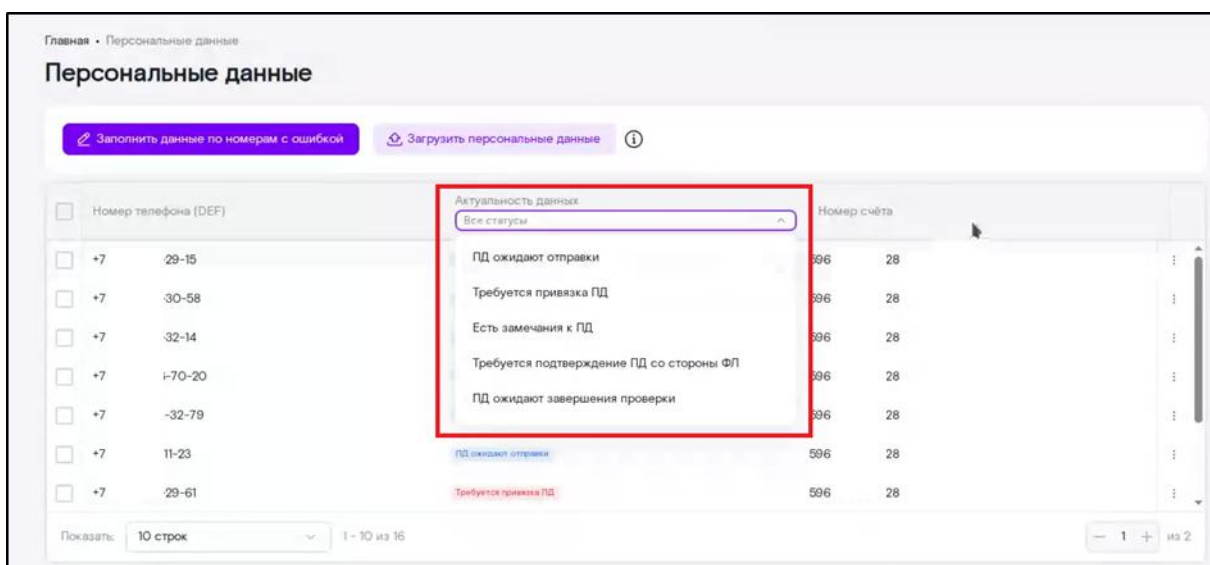 Главная • Персональные данные
Персональные данные
Заполнить данные по номерам с ошибкой Загрузить персональные данные
Номер телефона (DEF) Актуальность данных Номер счёта
Все статусы
+7 29-15 ПД ожидают отправки 596 28
+7 30-58 Требуется привязка ПД 596 28
+7 32-14 Есть замечания к ПД 596 28
+7 -70-20 Требуется подтверждение ПД со стороны ФЛ 596 28
+7 -32-79 ПД ожидают завершения проверки 596 28
+7 11-23 ПД ожидают отправки 596 28
+7 29-61 Требуется привязка ПД 596 28
Показать: 10 строк 1 - 10 из 16 — 1 + из 2